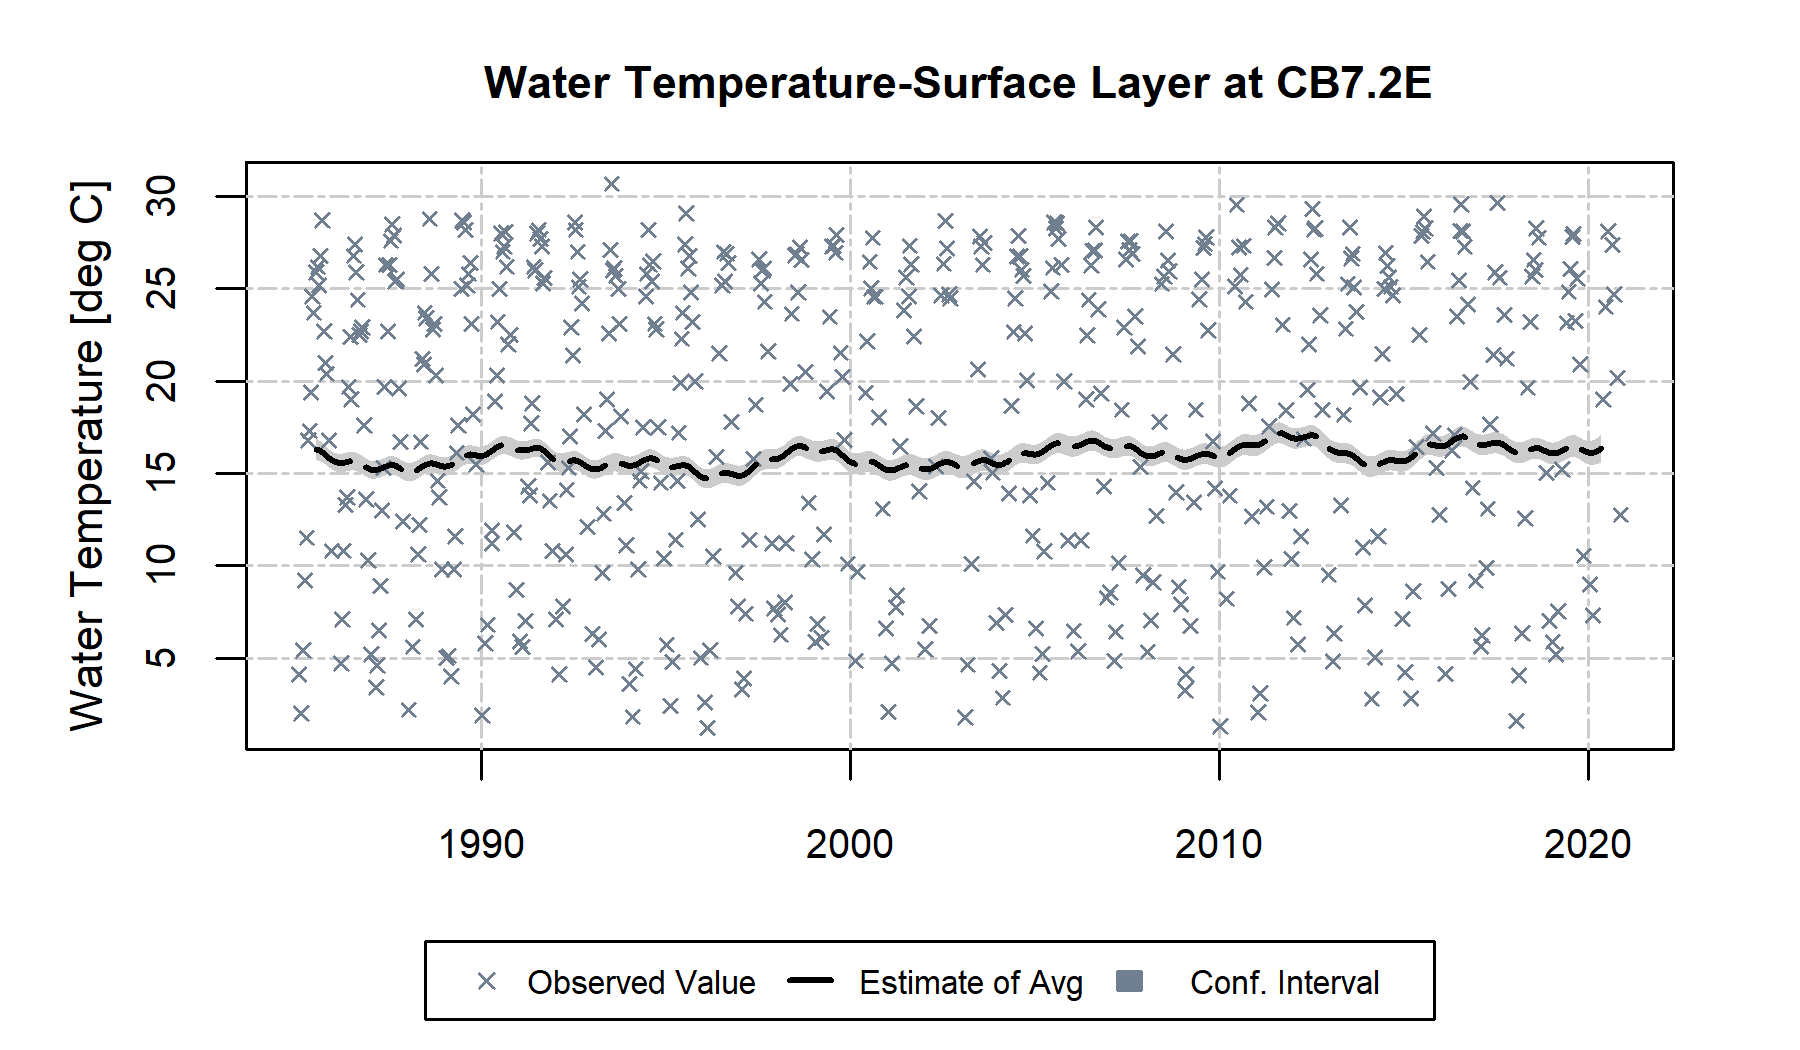 Water Temperature-Surface Layer at CB7.2E
Water Temperature [deg C]
30
25
20
15
10
5
1990 2000 2010 2020
Observed Value Estimate of Avg Conf. Interval